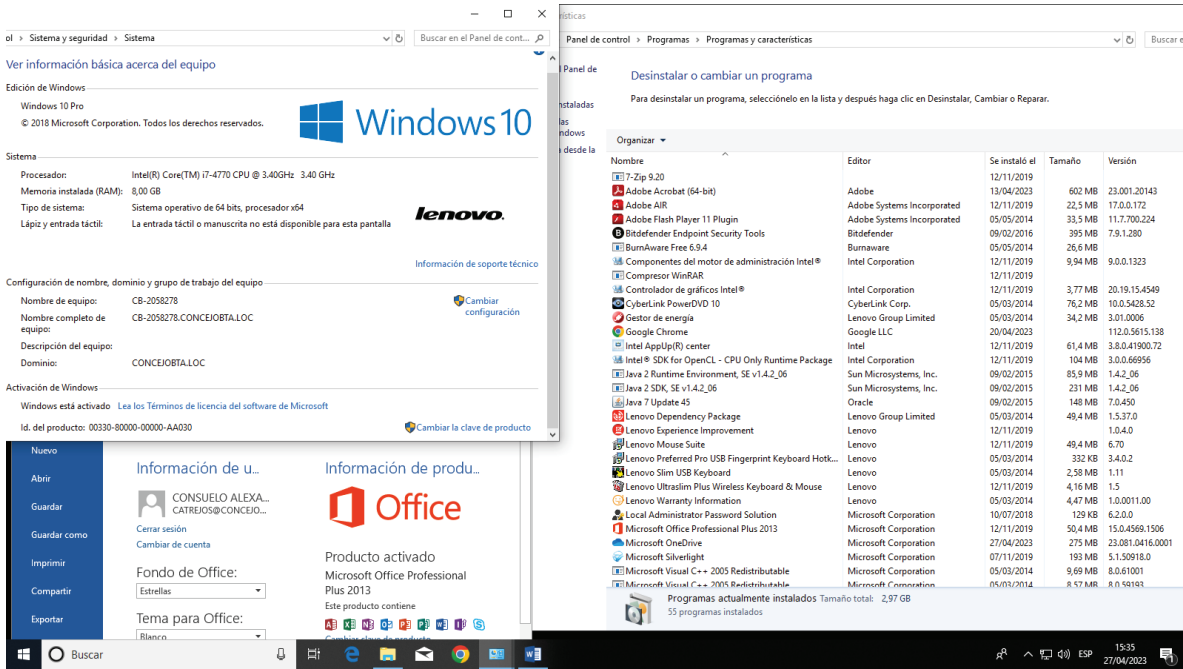 ol › Sistema y seguridad › Sistema
Buscar en el Panel de cont...
Ver información básica acerca del equipo
Edición de Windows
Windows 10 Pro
© 2018 Microsoft Corporation. Todos los derechos reservados.
Windows 10
Sistema
Procesador: Intel(R) Core(TM) i7-4770 CPU @ 3.40GHz 3.40 GHz
Memoria instalada (RAM): 8,00 GB
Tipo de sistema: Sistema operativo de 64 bits, procesador x64
Lápiz y entrada táctil: La entrada táctil o manuscrita no está disponible para esta pantalla
lenovo.
Información de soporte técnico
Configuración de nombre, dominio y grupo de trabajo del equipo
Nombre de equipo: CB-2058278
Cambiar configuración
Nombre completo de equipo: CB-2058278.CONCEJOBTA.LOC
Descripción del equipo:
Dominio: CONCEJOBTA.LOC
Activación de Windows
Windows está activado Lea los Términos de licencia del software de Microsoft
Id. del producto: 00330-80000-00000-AA030
Cambiar la clave de producto
rísticas
Panel de control › Programas › Programas y características
Buscar e
l Panel de
nstaladas
las
ndows
a desde la
Desinstalar o cambiar un programa
Para desinstalar un programa, selecciónelo en la lista y después haga clic en Desinstalar, Cambiar o Reparar.
Organizar
Nombre Editor Se instaló el Tamaño Versión
7-Zip 9.20 12/11/2019
Adobe Acrobat (64-bit) Adobe 13/04/2023 602 MB 23.001.20143
Adobe AIR Adobe Systems Incorporated 12/11/2019 22,5 MB 17.0.0.172
Adobe Flash Player 11 Plugin Adobe Systems Incorporated 05/05/2014 33,5 MB 11.7.700.224
Bitdefender Endpoint Security Tools Bitdefender 09/02/2016 395 MB 7.9.1.280
BurnAware Free 6.9.4 Burnaware 05/05/2014 26,6 MB
Componentes del motor de administración Intel® Intel Corporation 12/11/2019 9,94 MB 9.0.0.1323
Compresor WinRAR 12/11/2019
Controlador de gráficos Intel® Intel Corporation 12/11/2019 3,77 MB 20.19.15.4549
CyberLink PowerDVD 10 CyberLink Corp. 05/03/2014 76,2 MB 10.0.5428.52
Gestor de energía Lenovo Group Limited 05/03/2014 34,2 MB 3.01.0006
Google Chrome Google LLC 20/04/2023 112.0.5615.138
Intel AppUp(R) center Intel 12/11/2019 61,4 MB 3.8.0.41900.72
Intel® SDK for OpenCL - CPU Only Runtime Package Intel Corporation 12/11/2019 104 MB 3.0.0.66956
Java 2 Runtime Environment, SE v1.4.2_06 Sun Microsystems, Inc. 09/02/2015 85,9 MB 1.4.2_06
Java 2 SDK, SE v1.4.2_06 Sun Microsystems, Inc. 09/02/2015 231 MB 1.4.2_06
Java 7 Update 45 Oracle 09/02/2015 148 MB 7.0.450
Lenovo Dependency Package Lenovo Group Limited 05/03/2014 49,4 MB 1.5.37.0
Lenovo Experience Improvement Lenovo 12/11/2019 1.0.4.0
Lenovo Mouse Suite Lenovo 12/11/2019 49,4 MB 6.70
Lenovo Preferred Pro USB Fingerprint Keyboard Hotk... Lenovo 05/03/2014 332 KB 3.4.0.2
Lenovo Slim USB Keyboard Lenovo 05/03/2014 2,58 MB 1.11
Lenovo Ultraslim Plus Wireless Keyboard & Mouse Lenovo 12/11/2019 4,16 MB 1.5
Lenovo Warranty Information Lenovo 05/03/2014 4,47 MB 1.0.0011.00
Local Administrator Password Solution Microsoft Corporation 10/07/2018 129 KB 6.2.0.0
Microsoft Office Professional Plus 2013 Microsoft Corporation 12/11/2019 50,4 MB 15.0.4569.1506
Microsoft OneDrive Microsoft Corporation 27/04/2023 275 MB 23.081.0416.0001
Microsoft Silverlight Microsoft Corporation 07/11/2019 193 MB 5.1.50918.0
Microsoft Visual C++ 2005 Redistributable Microsoft Corporation 05/03/2014 9,69 MB 8.0.61001
Microsoft Visual C++ 2005 Redistributable Microsoft Corporation 05/03/2014 8,57 MB 8.0.59193
Programas actualmente instalados Tamaño total: 2,97 GB
55 programas instalados
Nuevo
Abrir
Guardar
Guardar como
Imprimir
Compartir
Exportar
Información de u...
CONSUELO ALEXA...
CATREJOS@CONCEJO...
Cerrar sesión
Cambiar de cuenta
Fondo de Office:
Estrellas
Tema para Office:
Blanco
Información de produ...
Office
Producto activado
Microsoft Office Professional
Plus 2013
Este producto contiene
Cambiar clave de producto
Buscar
ESP
15:35
27/04/2023